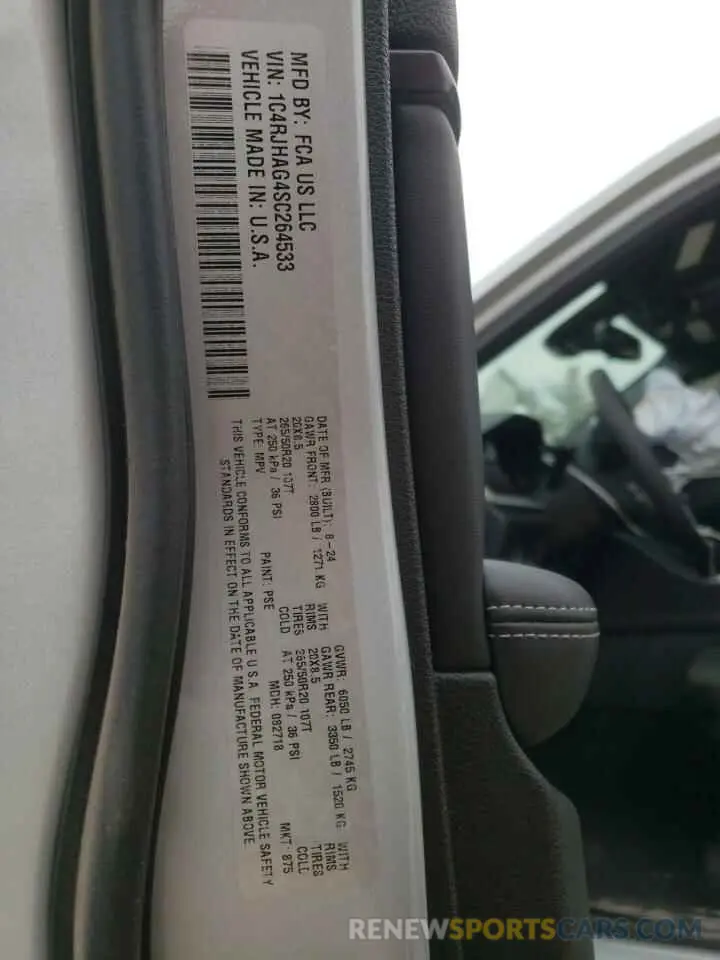 MFD BY: FCA US LLC
VIN: 1C4RJHAG4SC264533
VEHICLE MADE IN: U.S.A.
DATE OF MFR (BUILT): 8-24 GVWR: 6050 LB / 2745 KG
GAWR FRONT: 2800 LB / 1271 KG WITH GAWR REAR: 3350 LB / 1520 KG WITH
20X8.5 RIMS 20X8.5 RIMS
265/50R20 107T TIRES 265/50R20 107T TIRES
AT 250 kPa / 36 PSI COLD AT 250 kPa / 36 PSI COLD
TYPE: MPV PAINT: PSE MDH: 082718 MKT: 875
THIS VEHICLE CONFORMS TO ALL APPLICABLE U.S.A. FEDERAL MOTOR VEHICLE SAFETY
STANDARDS IN EFFECT ON THE DATE OF MANUFACTURE SHOWN ABOVE
RENEWSPORTSCARS.COM